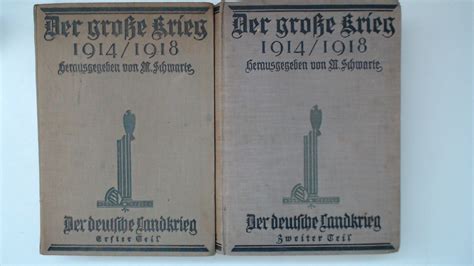 Der große Krieg
1914/1918
Herausgegeben von M. Schwarte
Der deutsche Landkrieg
Erster Teil
Der große Krieg
1914/1918
Herausgegeben von M. Schwarte
Der deutsche Landkrieg
Zweiter Teil